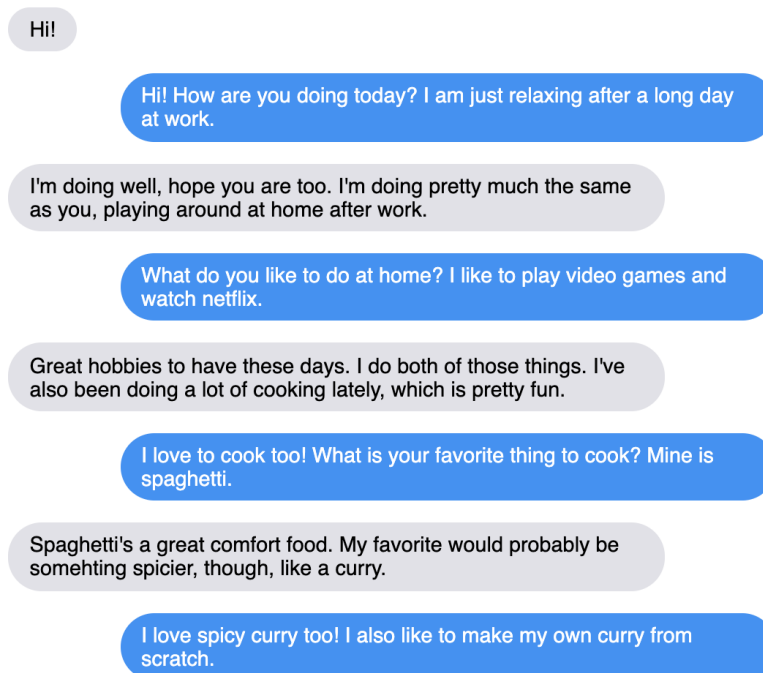 Hi!
Hi! How are you doing today? I am just relaxing after a long day
at work.
I'm doing well, hope you are too. I'm doing pretty much the same
as you, playing around at home after work.
What do you like to do at home? I like to play video games and
watch netflix.
Great hobbies to have these days. I do both of those things. I've
also been doing a lot of cooking lately, which is pretty fun.
I love to cook too! What is your favorite thing to cook? Mine is
spaghetti.
Spaghetti's a great comfort food. My favorite would probably be
somehting spicier, though, like a curry.
I love spicy curry too! I also like to make my own curry from
scratch.